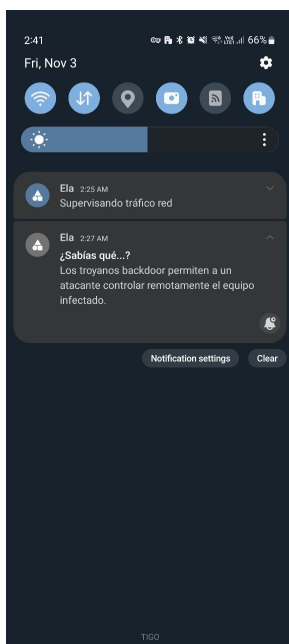 2:41
66%
Fri, Nov 3
Ela 2:25 AM
Supervisando tráfico red
Ela 2:27 AM
¿Sabías qué...?
Los troyanos backdoor permiten a un
atacante controlar remotamente el equipo
infectado.
Notification settings
Clear
TIGO